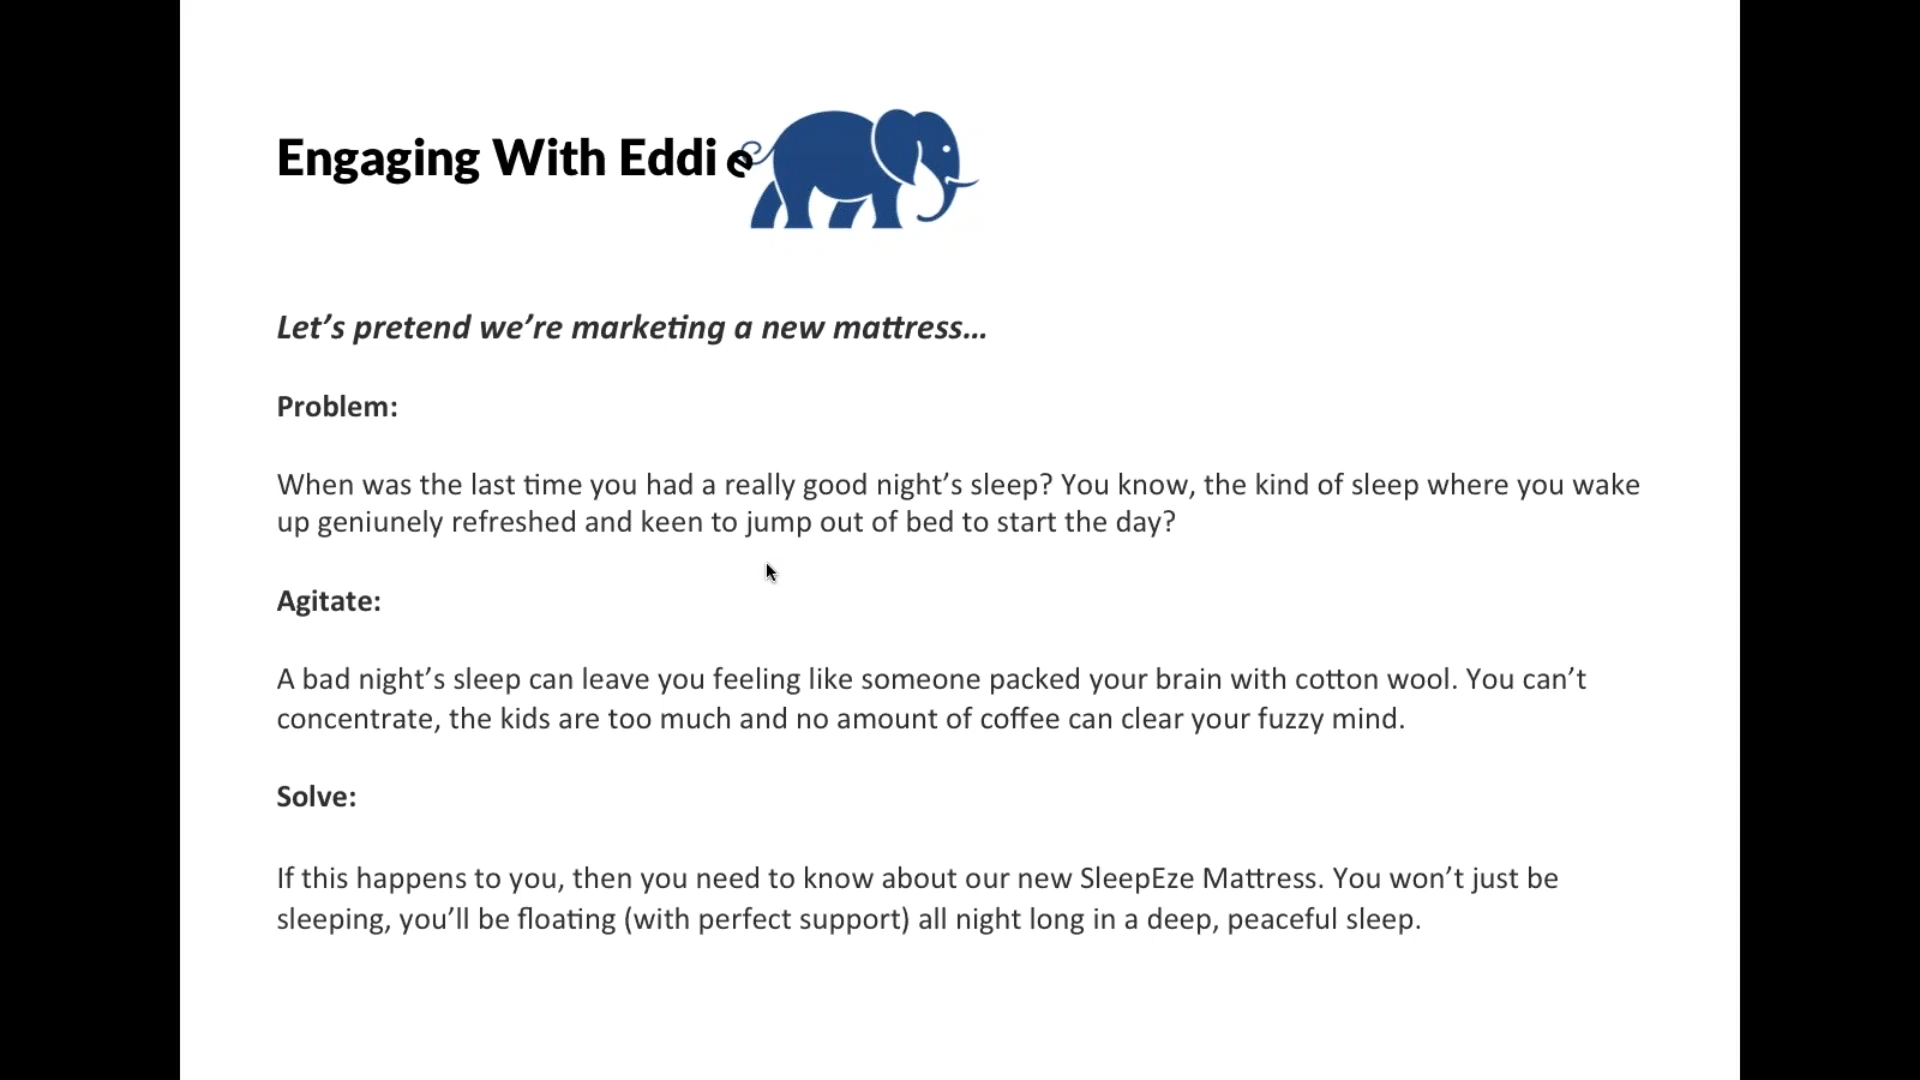 Engaging With Eddie
Let’s pretend we’re marketing a new mattress...
Problem:
When was the last time you had a really good night’s sleep? You know, the kind of sleep where you wake
up geniunely refreshed and keen to jump out of bed to start the day?
Agitate:
A bad night’s sleep can leave you feeling like someone packed your brain with cotton wool. You can’t
concentrate, the kids are too much and no amount of coffee can clear your fuzzy mind.
Solve:
If this happens to you, then you need to know about our new SleepEze Mattress. You won’t just be
sleeping, you’ll be floating (with perfect support) all night long in a deep, peaceful sleep.